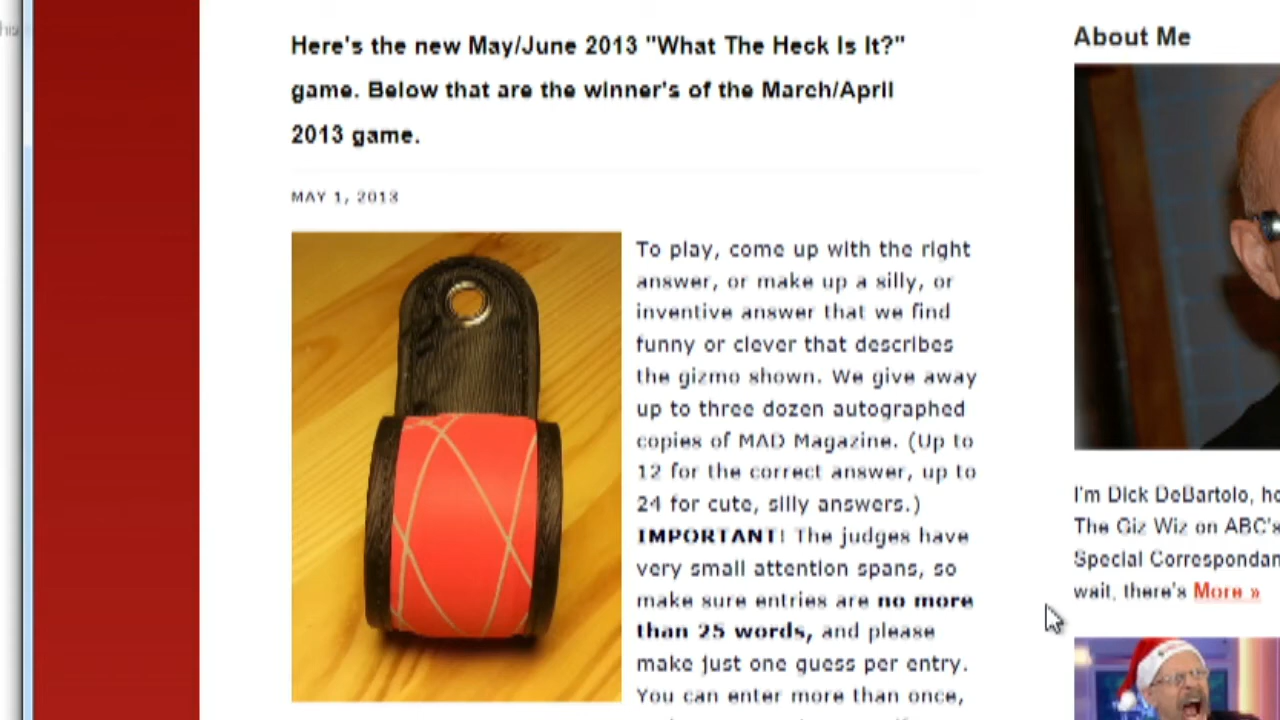 Here's the new May/June 2013 "What The Heck Is It?"
game. Below that are the winner's of the March/April
2013 game.
MAY 1, 2013
To play, come up with the right
answer, or make up a silly, or
inventive answer that we find
funny or clever that describes
the gizmo shown. We give away
up to three dozen autographed
copies of MAD Magazine. (Up to
12 for the correct answer, up to
24 for cute, silly answers.)
IMPORTANT! The judges have
very small attention spans, so
make sure entries are no more
than 25 words, and please
make just one guess per entry.
You can enter more than once,
About Me
I'm Dick DeBartolo, 
The Giz Wiz on ABC's
Special
wait, there's More »